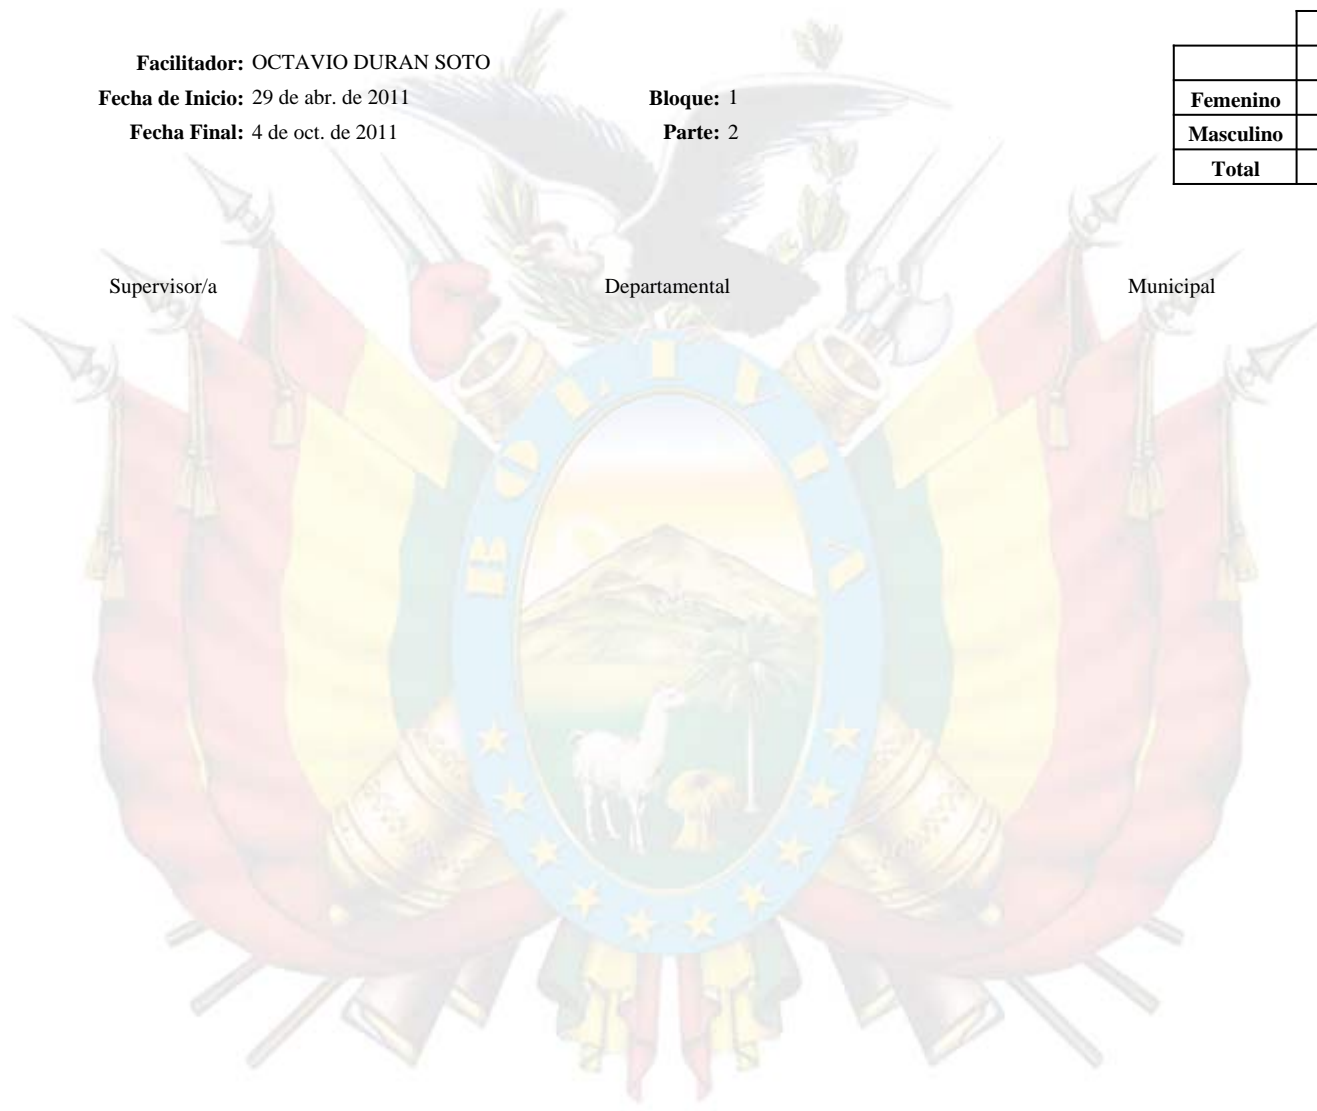 Facilitador: OCTAVIO DURAN SOTO
Fecha de Inicio: 29 de abr. de 2011 Bloque: 1
Fecha Final: 4 de oct. de 2011 Parte: 2
Femenino
Masculino
Total
Supervisor/a Departamental Municipal
BOLIVIA